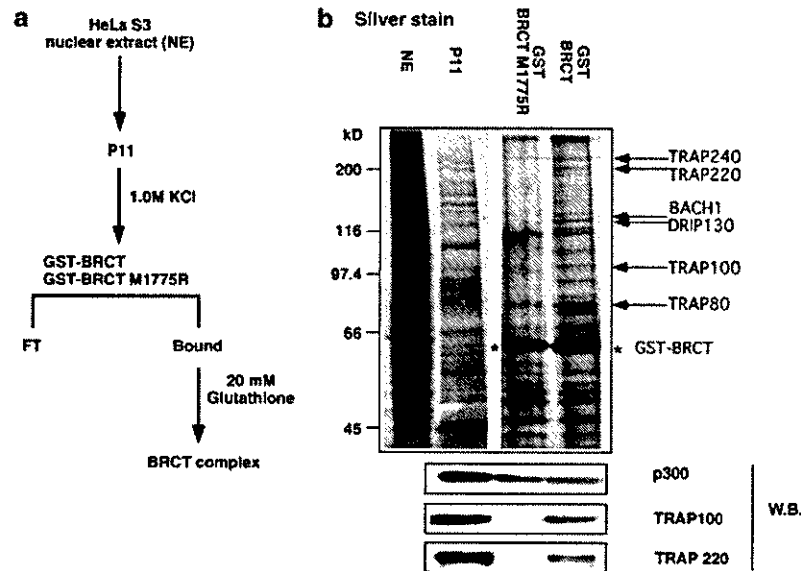 a
HeLa S3
nuclear extract (NE)
P11
1.0M KCl
GST-BRCT
GST-BRCT M1775R
FT
Bound
20 mM
Glutathione
BRCT complex
b
Silver stain
NE
P11
GST
BRCT M1775R
GST
BRCT
kD
200
116
97.4
66
45
TRAP240
TRAP220
BACH1
DRIP130
TRAP100
TRAP80
*
* GST-BRCT
p300
TRAP100
TRAP 220
W.B.